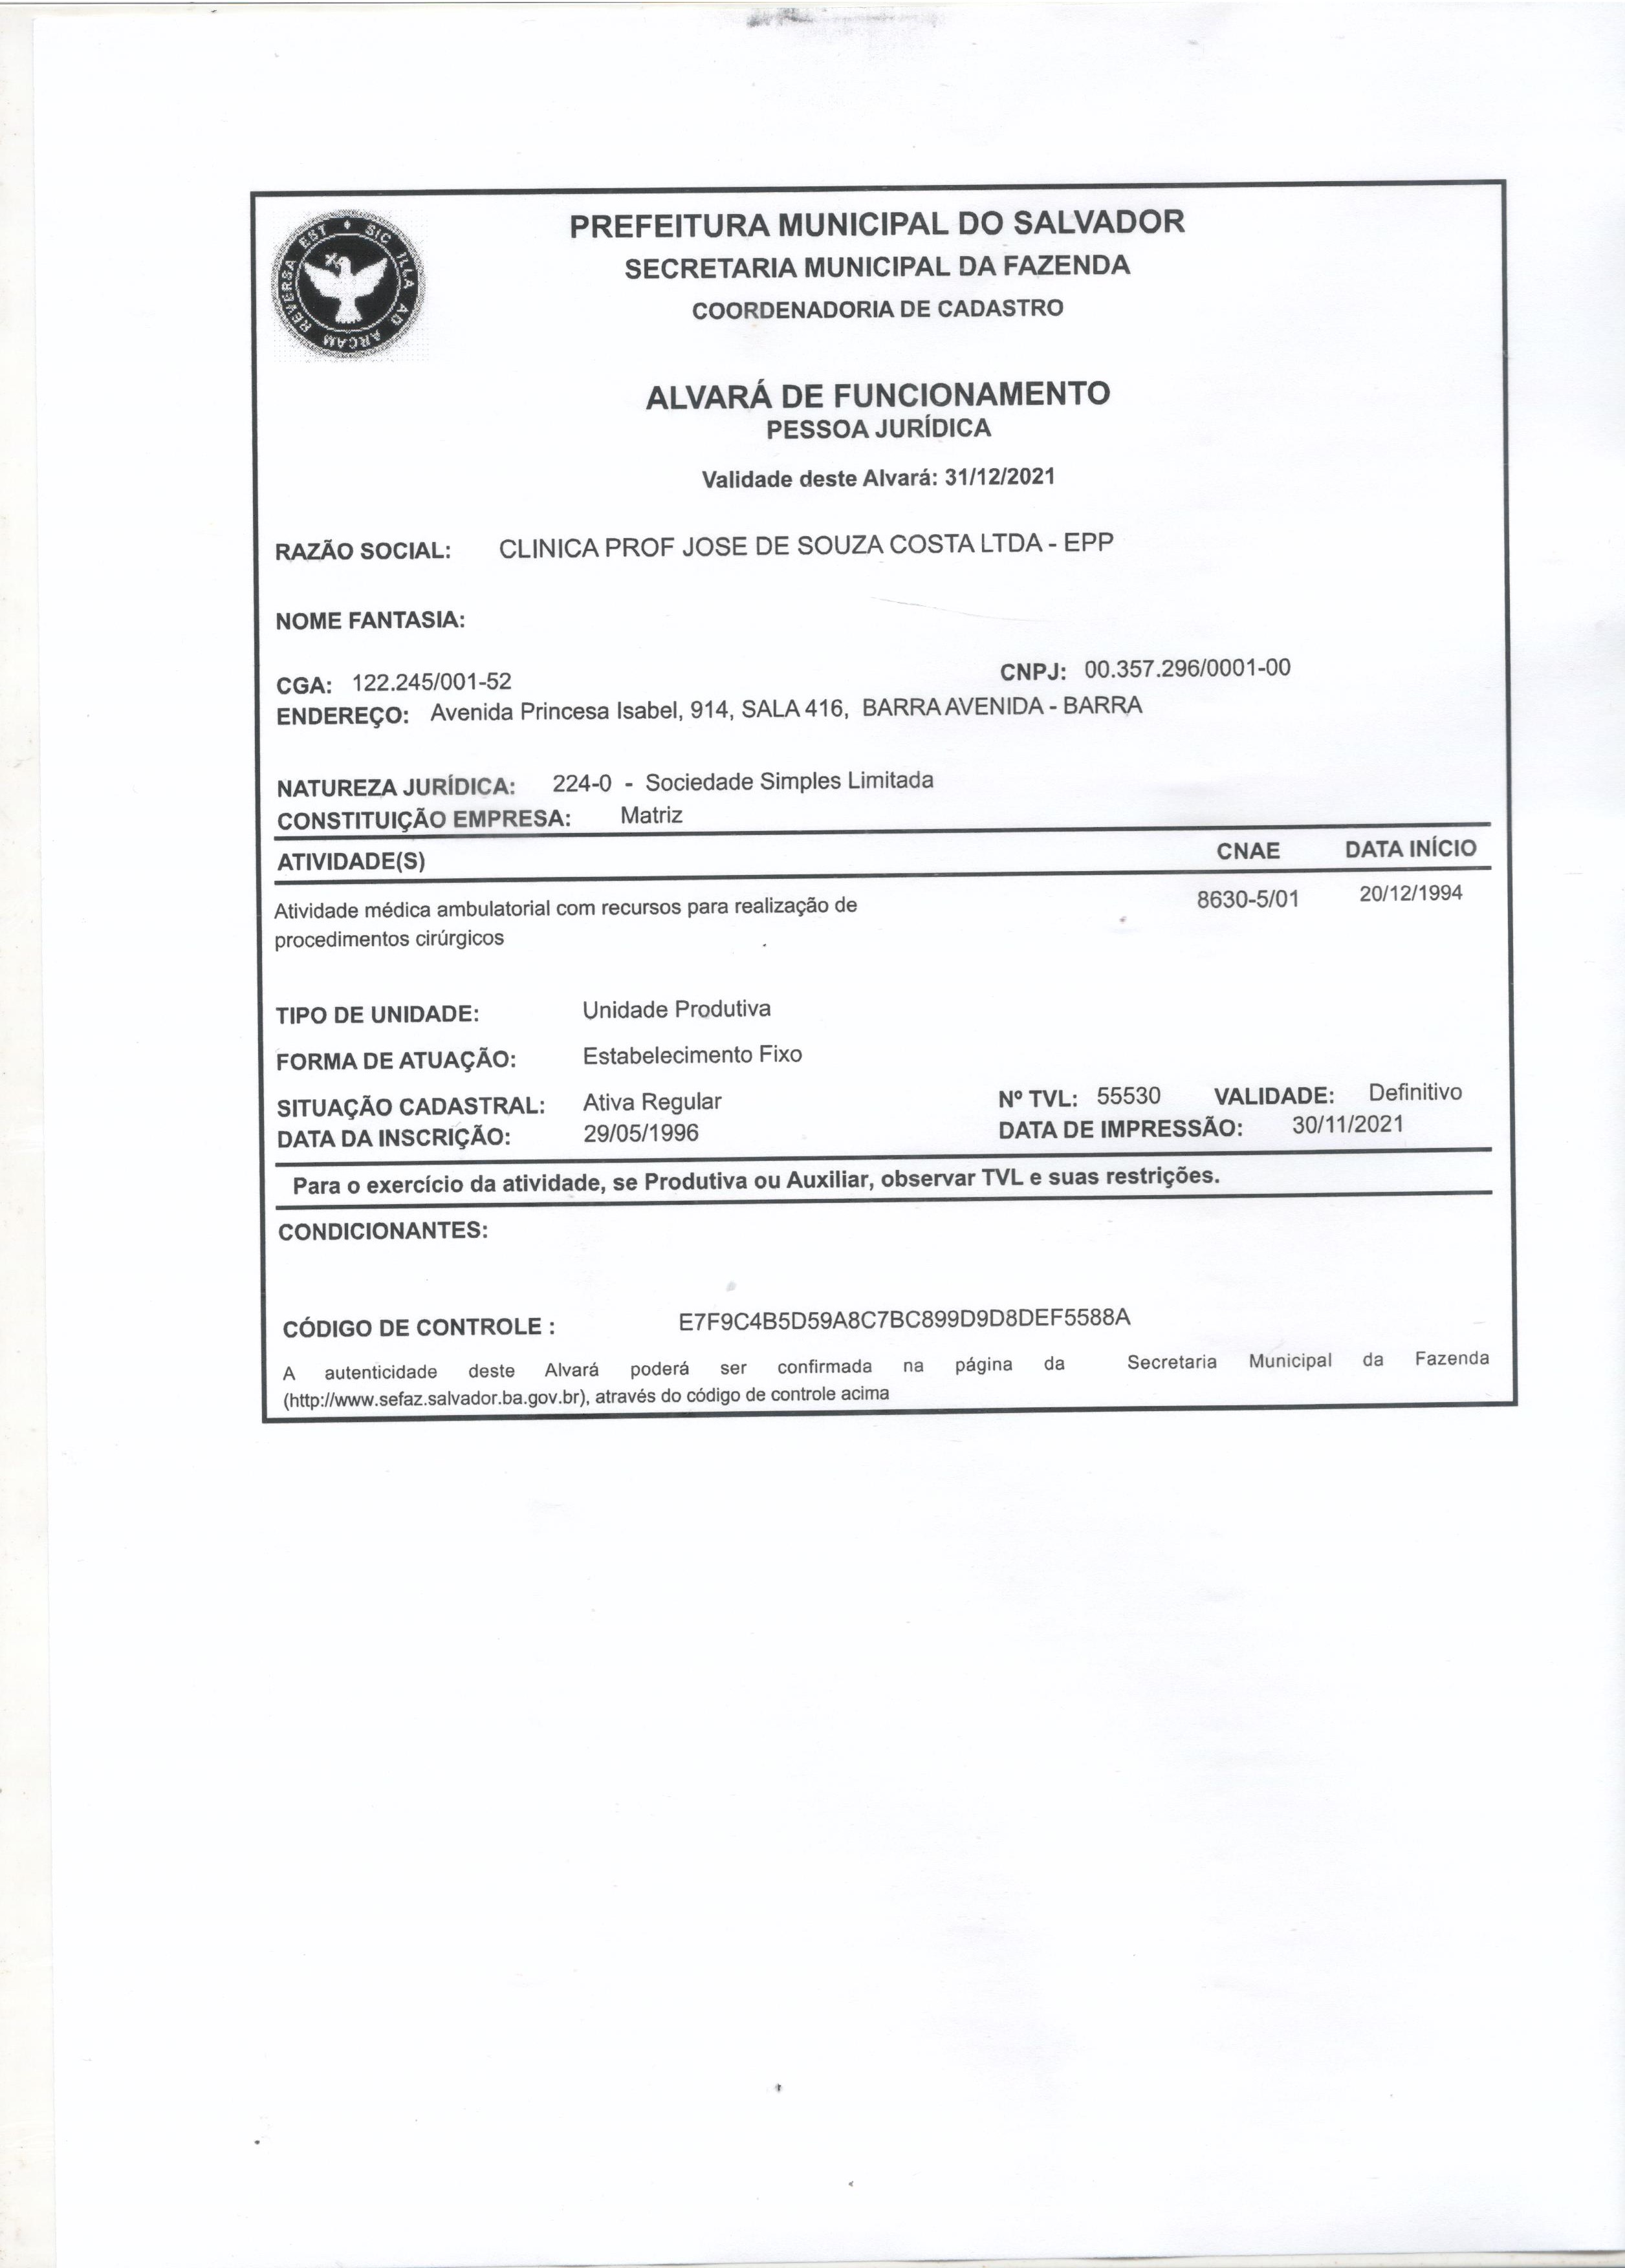 SIC ILLA AD ARCAM REVERSA EST
PREFEITURA MUNICIPAL DO SALVADOR
SECRETARIA MUNICIPAL DA FAZENDA
COORDENADORIA DE CADASTRO
ALVARÁ DE FUNCIONAMENTO
PESSOA JURÍDICA
Validade deste Alvará: 31/12/2021
RAZÃO SOCIAL: CLINICA PROF JOSE DE SOUZA COSTA LTDA - EPP
NOME FANTASIA:
CGA: 122.245/001-52 CNPJ: 00.357.296/0001-00
ENDEREÇO: Avenida Princesa Isabel, 914, SALA 416, BARRA AVENIDA - BARRA
NATUREZA JURÍDICA: 224-0 - Sociedade Simples Limitada
CONSTITUIÇÃO EMPRESA: Matriz
ATIVIDADE(S) CNAE DATA INÍCIO
Atividade médica ambulatorial com recursos para realização de 8630-5/01 20/12/1994
procedimentos cirúrgicos
TIPO DE UNIDADE: Unidade Produtiva
FORMA DE ATUAÇÃO: Estabelecimento Fixo
SITUAÇÃO CADASTRAL: Ativa Regular Nº TVL: 55530 VALIDADE: Definitivo
DATA DA INSCRIÇÃO: 29/05/1996 DATA DE IMPRESSÃO: 30/11/2021
Para o exercício da atividade, se Produtiva ou Auxiliar, observar TVL e suas restrições.
CONDICIONANTES:
CÓDIGO DE CONTROLE : E7F9C4B5D59A8C7BC899D9D8DEF5588A
A autenticidade deste Alvará poderá ser confirmada na página da Secretaria Municipal da Fazenda
(http://www.sefaz.salvador.ba.gov.br), através do código de controle acima